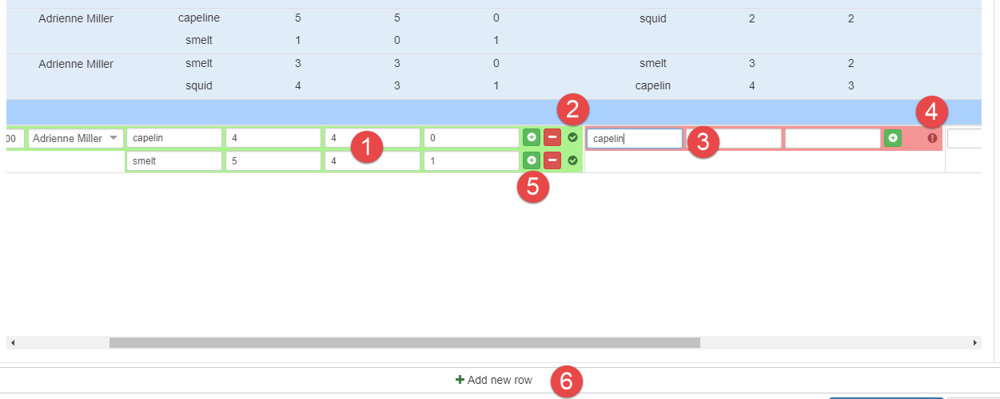 Adrienne Miller capeline 5 5 0 squid 2 2
smelt 1 0 1
Adrienne Miller smelt 3 3 0 smelt 3 2
squid 4 3 1 capelin 4 3
2 4
00 Adrienne Miller capelin 4 4 0 capelin
1 3
smelt 5 4 1
5
Add new row 6